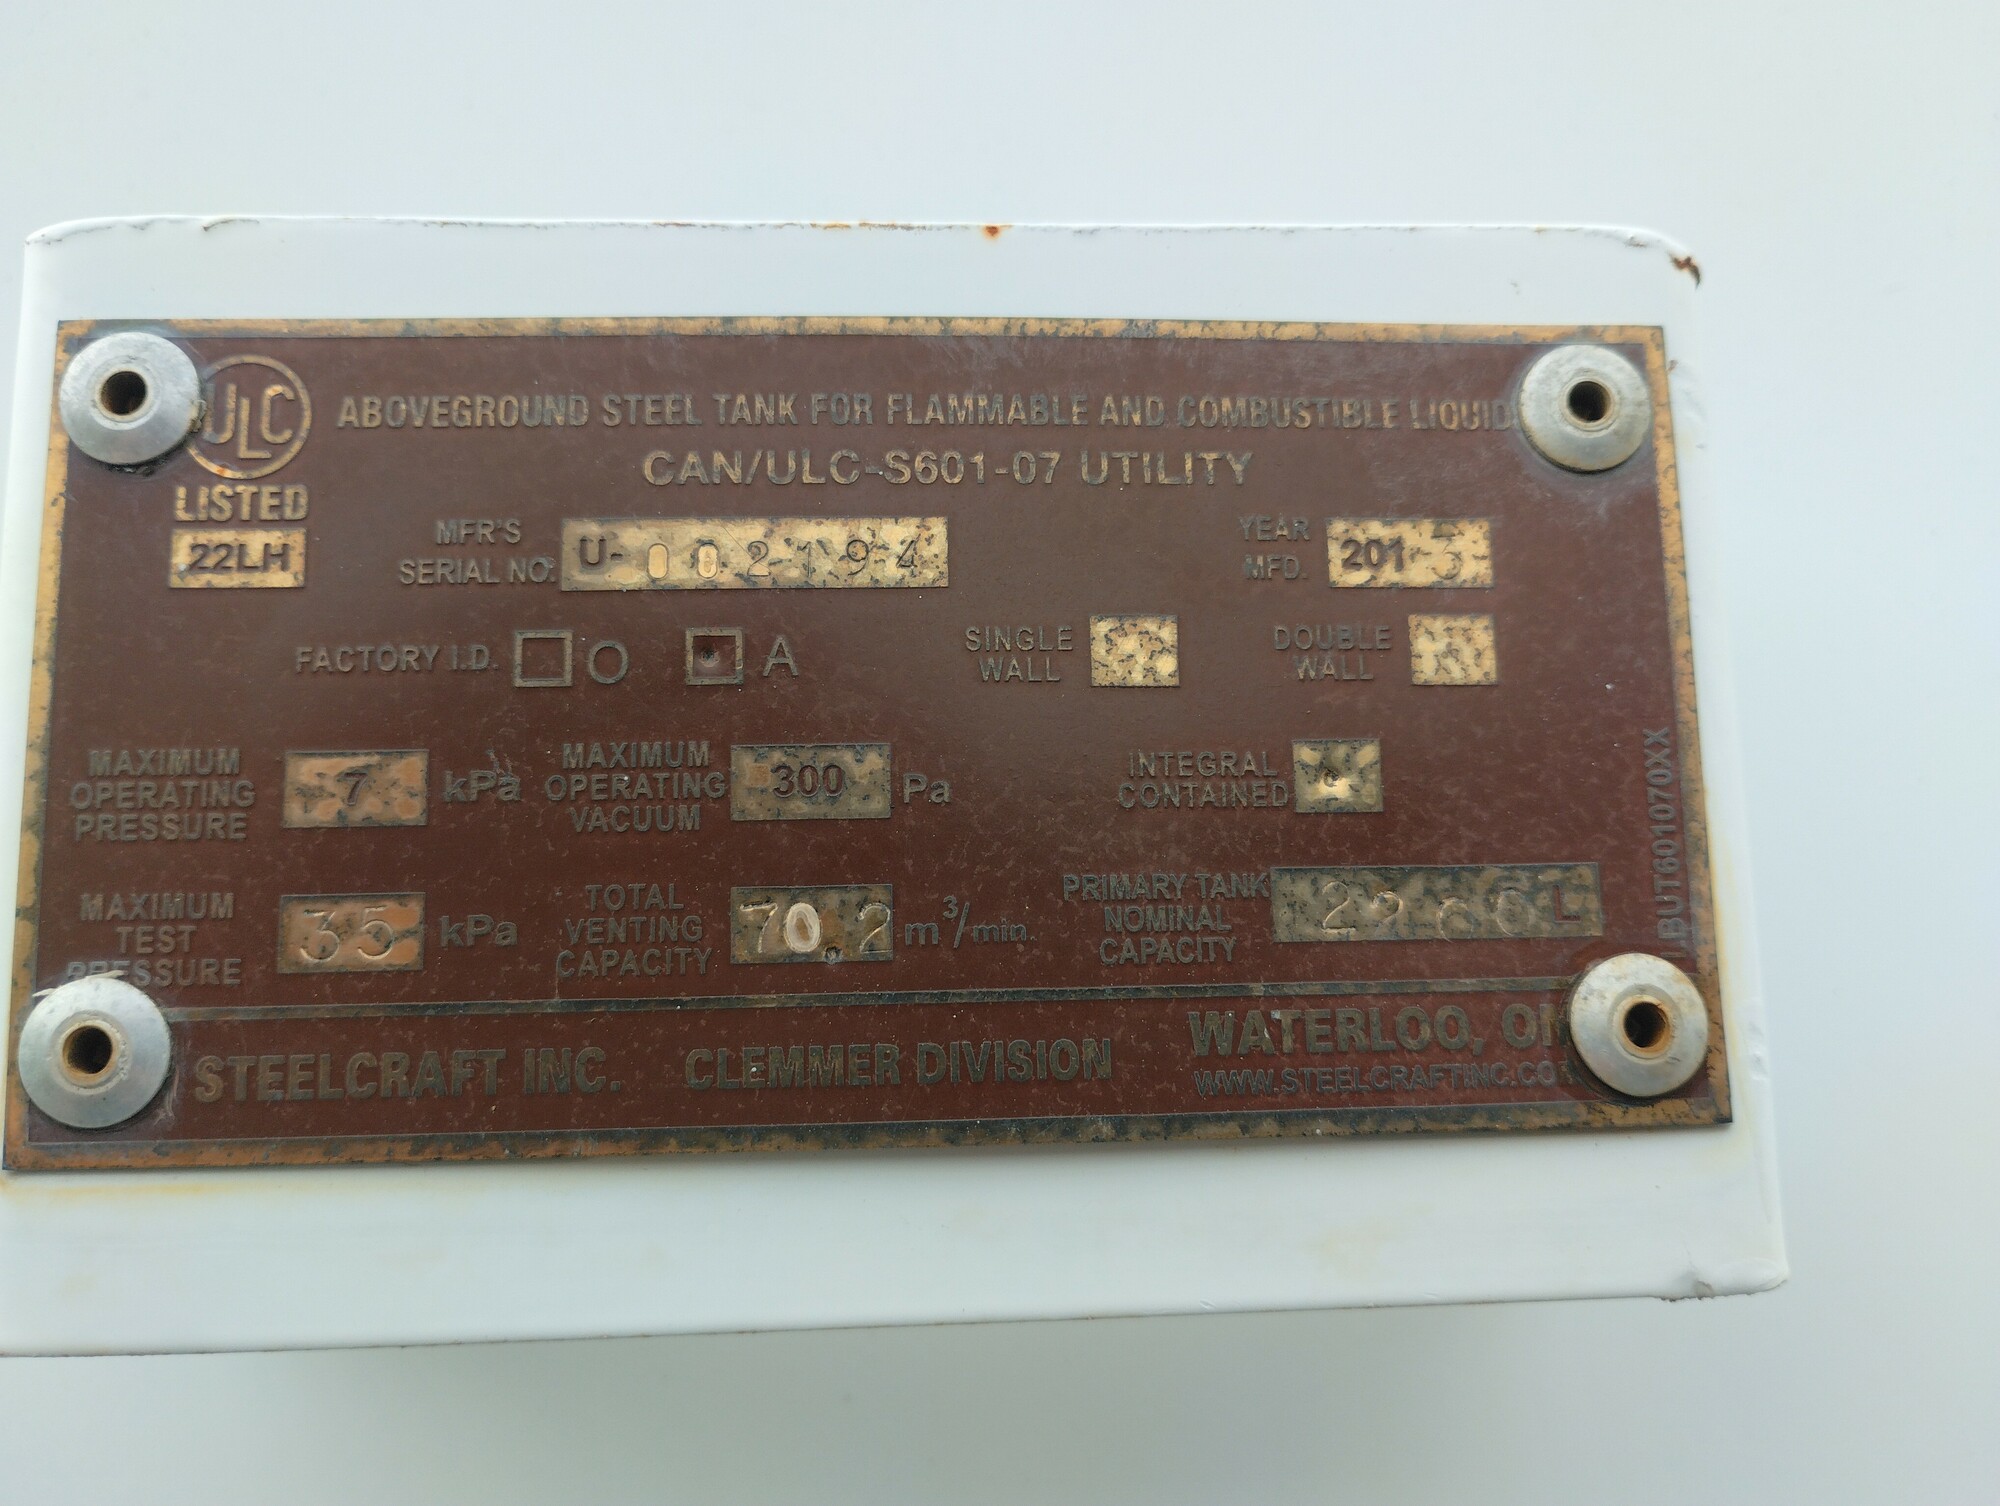 ULC
LISTED
22LH
ABOVEGROUND STEEL TANK FOR FLAMMABLE AND COMBUSTIBLE LIQUID
CAN/ULC-S601-07 UTILITY
MFR'S
SERIAL NO. U-002194
YEAR
MFD. 2013
FACTORY I.D. O A
SINGLE
WALL
DOUBLE
WALL
MAXIMUM
OPERATING
PRESSURE 7 kPa
MAXIMUM
OPERATING
VACUUM 300 Pa
INTEGRAL
CONTAINED
MAXIMUM
TEST
PRESSURE 35 kPa
TOTAL
VENTING
CAPACITY 70.2 m³/min.
PRIMARY TANK
NOMINAL
CAPACITY L
STEELCRAFT INC. CLEMMER DIVISION
WATERLOO, ON
WWW.STEELCRAFTINC.CO